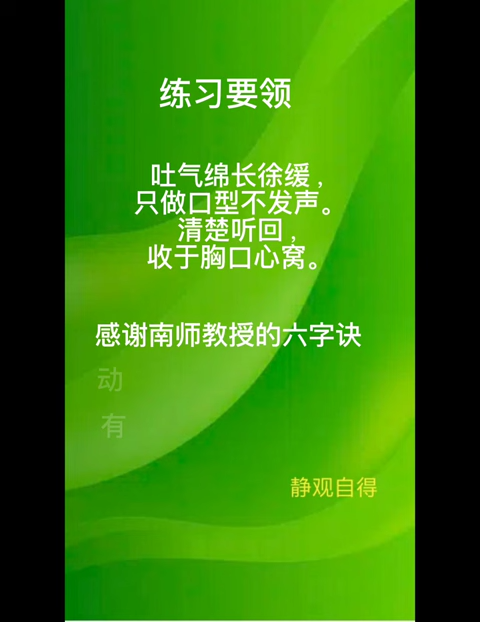 练习要领
吐气绵长徐缓，
只做口型不发声。
清楚听回，
收于胸口心窝。
感谢南师教授的六字诀
动
有
静观自得